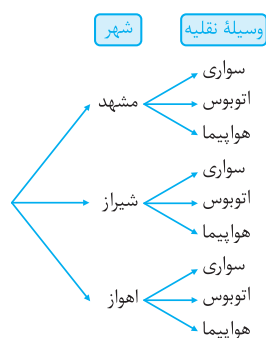 وسیلهٔ نقلیه
شهر
سواری
مشهد
اتوبوس
هواپیما
سواری
شیراز
اتوبوس
هواپیما
سواری
اهواز
اتوبوس
هواپیما